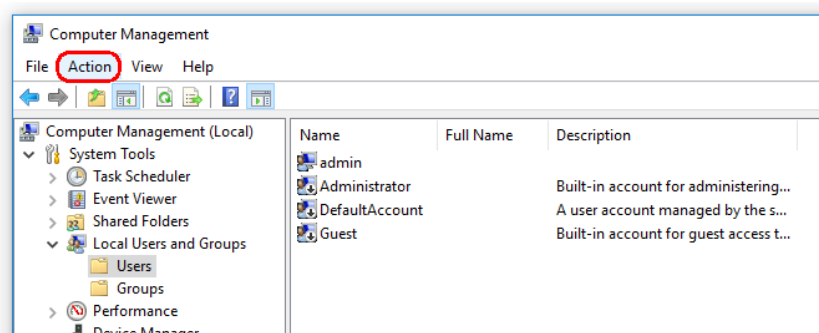 Computer Management
File Action View Help
Computer Management (Local)
System Tools
Task Scheduler
Event Viewer
Shared Folders
Local Users and Groups
Users
Groups
Performance
Device Manager
Name Full Name Description
admin
Administrator Built-in account for administering...
DefaultAccount A user account managed by the s...
Guest Built-in account for guest access t...